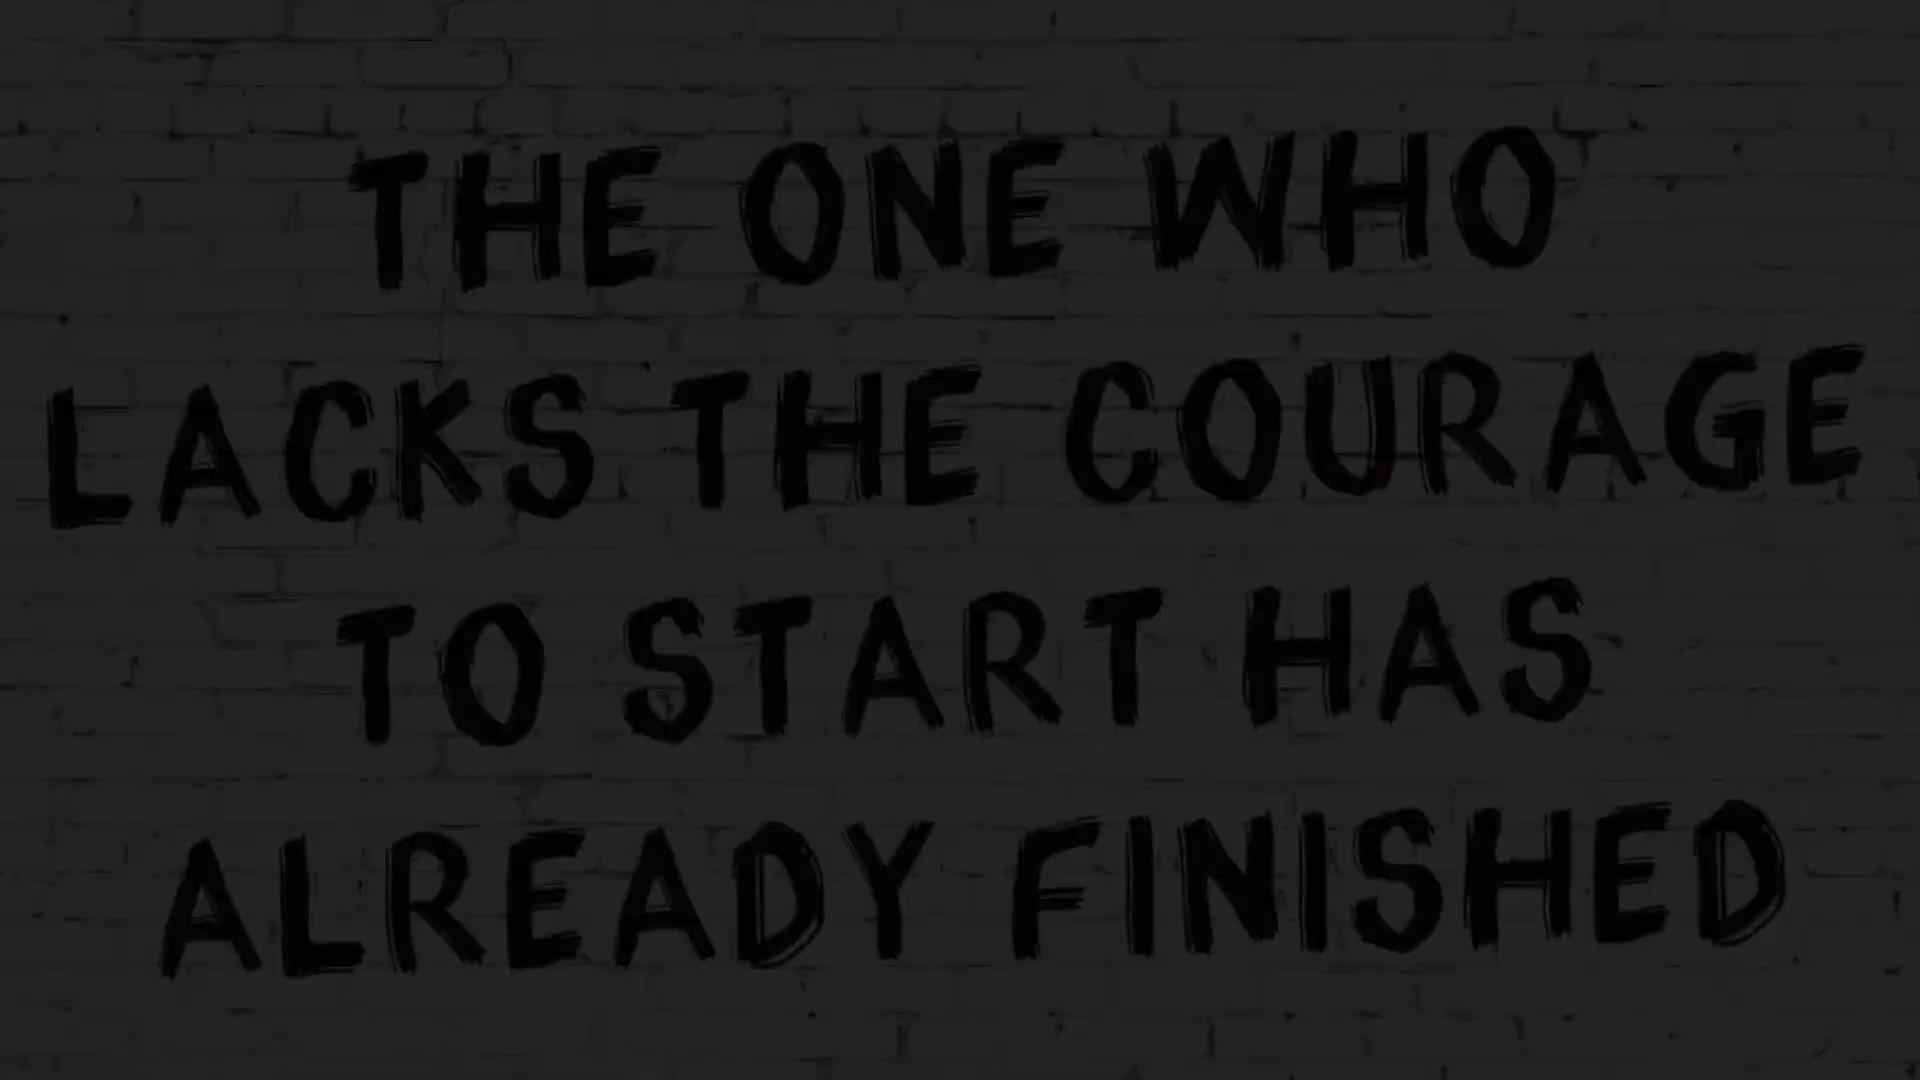 THE ONE WHO
LACKS THE COURAGE
TO START HAS
ALREADY FINISHED